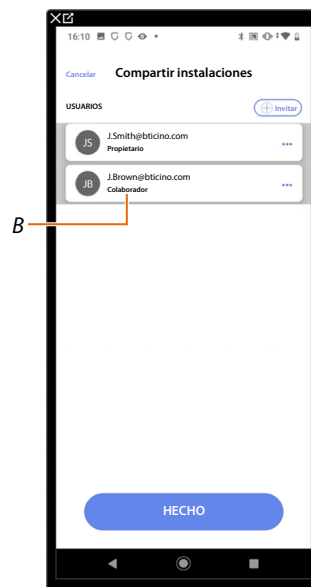 16:10
Cancelar Compartir instalaciones
USUARIOS Invitar
JS J.Smith@bticino.com
Propietario
JB J.Brown@bticino.com
Colaborador
B
HECHO